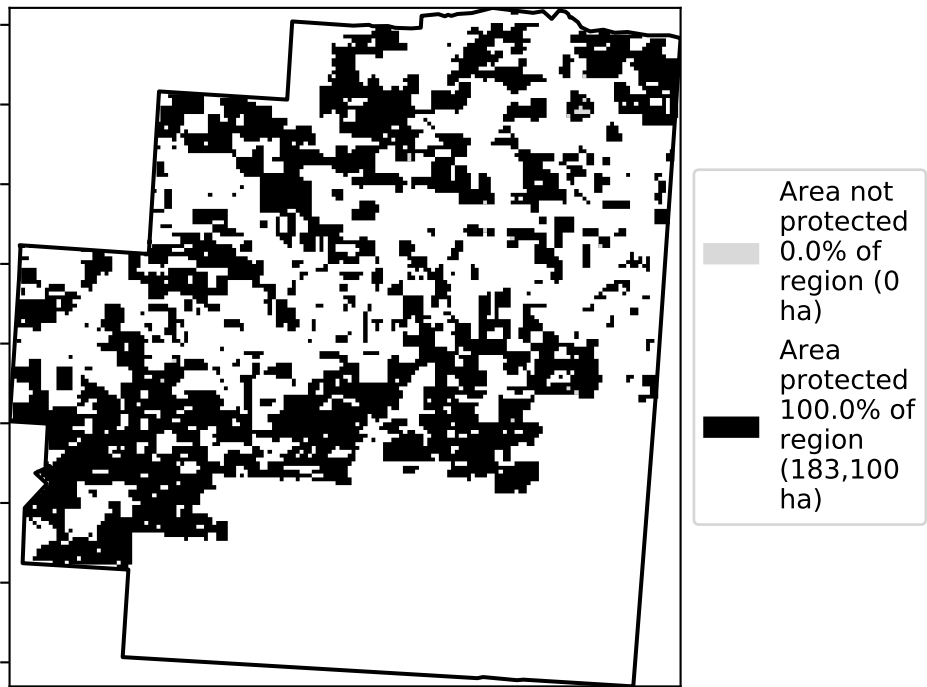 Area not
protected
0.0% of
region (0
ha)
Area
protected
100.0% of
region
(183,100
ha)